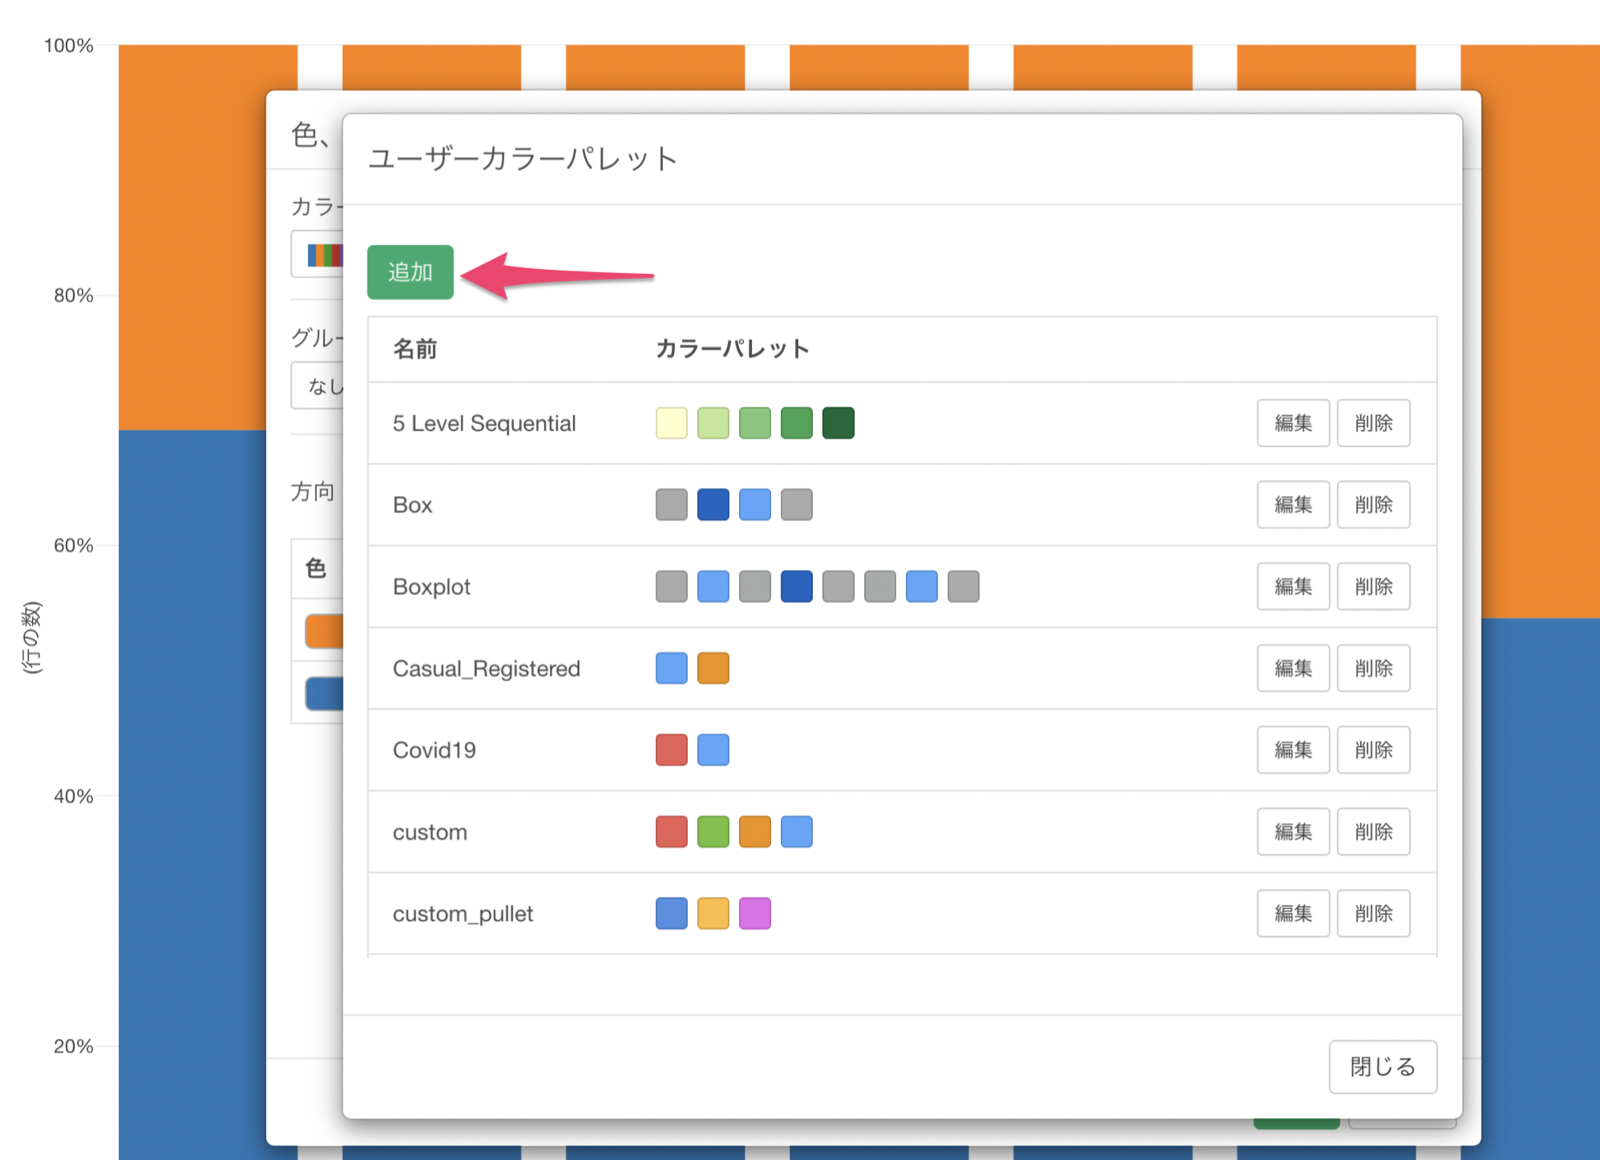 100%
80%
60%
40%
20%
(行の数)
色、
カラー
グルー
なし
方向
色
ユーザーカラーパレット
追加
名前 カラーパレット
5 Level Sequential 編集 削除
Box 編集 削除
Boxplot 編集 削除
Casual_Registered 編集 削除
Covid19 編集 削除
custom 編集 削除
custom_pullet 編集 削除
閉じる